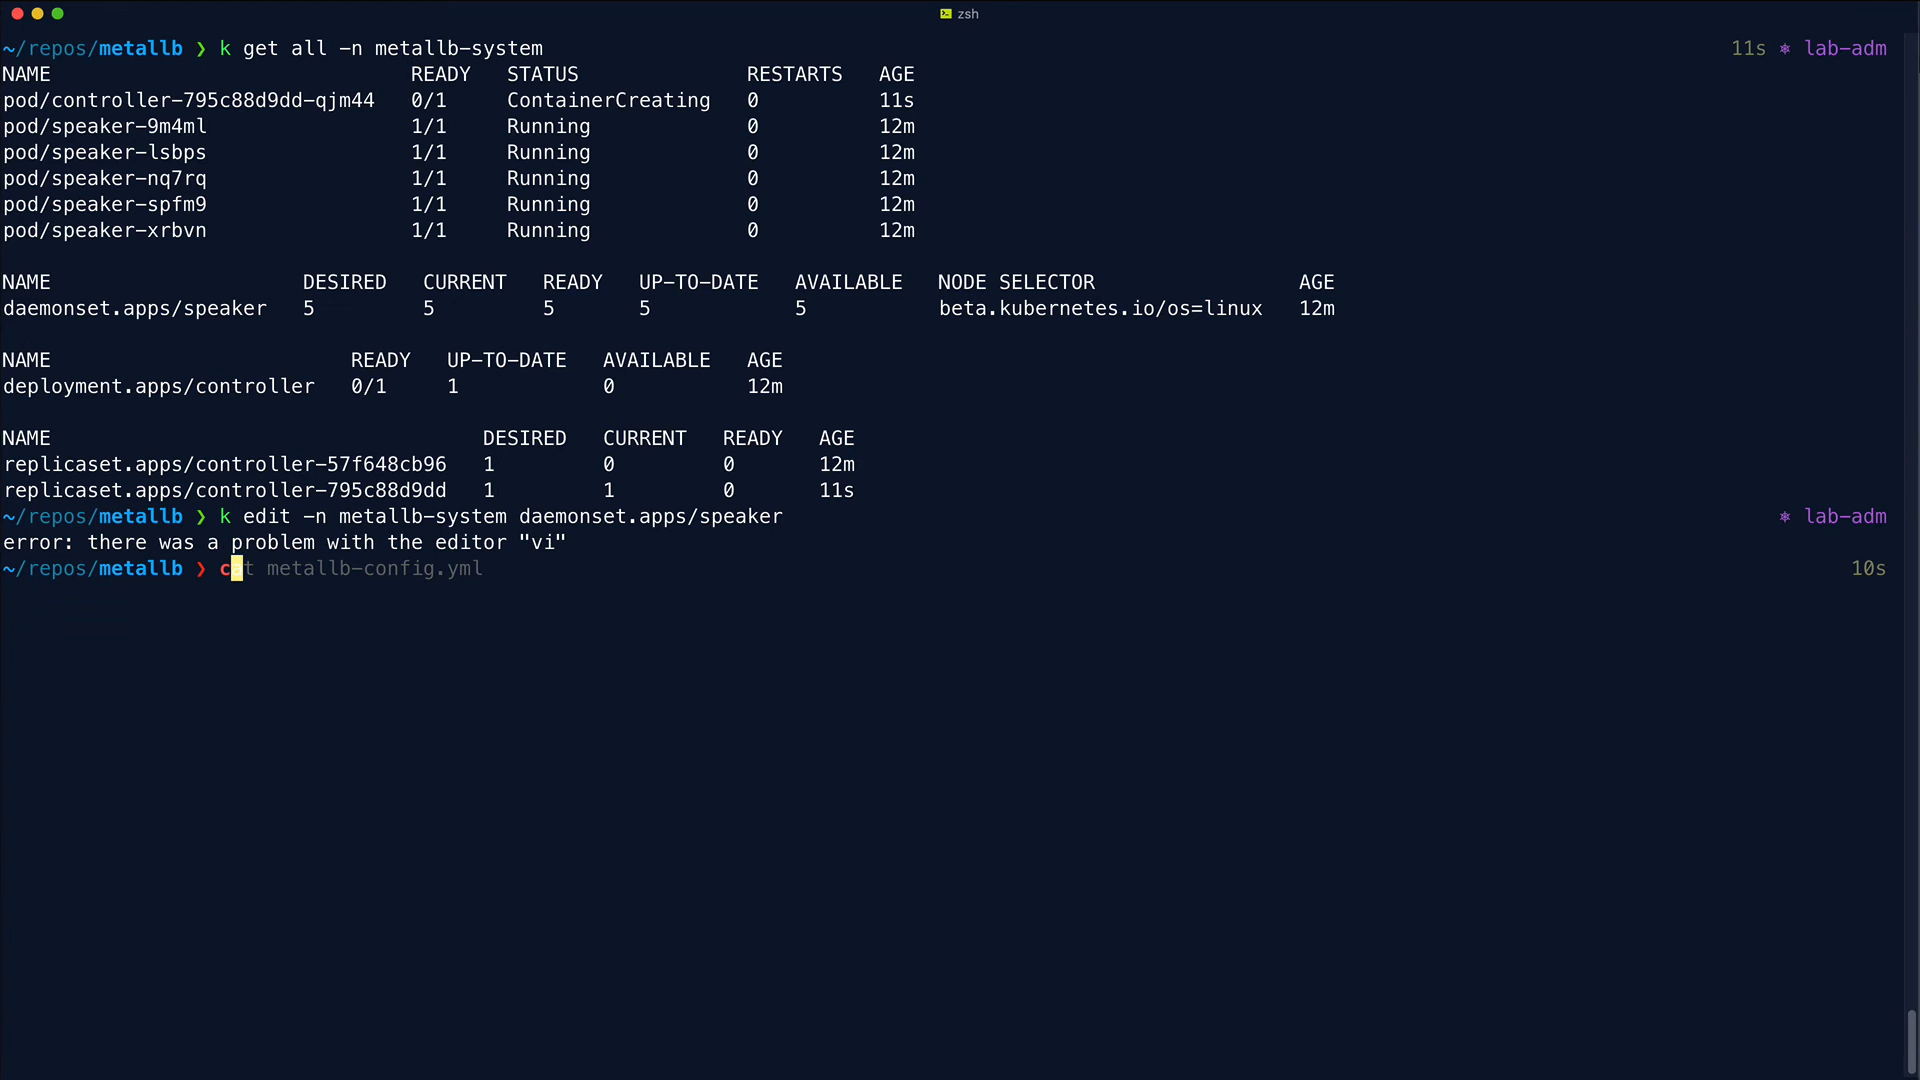 zsh
~/repos/metallb ❯ k get all -n metallb-system 11s ⎈ lab-adm
NAME READY STATUS RESTARTS AGE
pod/controller-795c88d9dd-qjm44 0/1 ContainerCreating 0 11s
pod/speaker-9m4ml 1/1 Running 0 12m
pod/speaker-lsbps 1/1 Running 0 12m
pod/speaker-nq7rq 1/1 Running 0 12m
pod/speaker-spfm9 1/1 Running 0 12m
pod/speaker-xrbvn 1/1 Running 0 12m
NAME DESIRED CURRENT READY UP-TO-DATE AVAILABLE NODE SELECTOR AGE
daemonset.apps/speaker 5 5 5 5 5 beta.kubernetes.io/os=linux 12m
NAME READY UP-TO-DATE AVAILABLE AGE
deployment.apps/controller 0/1 1 0 12m
NAME DESIRED CURRENT READY AGE
replicaset.apps/controller-57f648cb96 1 0 0 12m
replicaset.apps/controller-795c88d9dd 1 1 0 11s
~/repos/metallb ❯ k edit -n metallb-system daemonset.apps/speaker ⎈ lab-adm
error: there was a problem with the editor "vi"
~/repos/metallb ❯ cat metallb-config.yml 10s